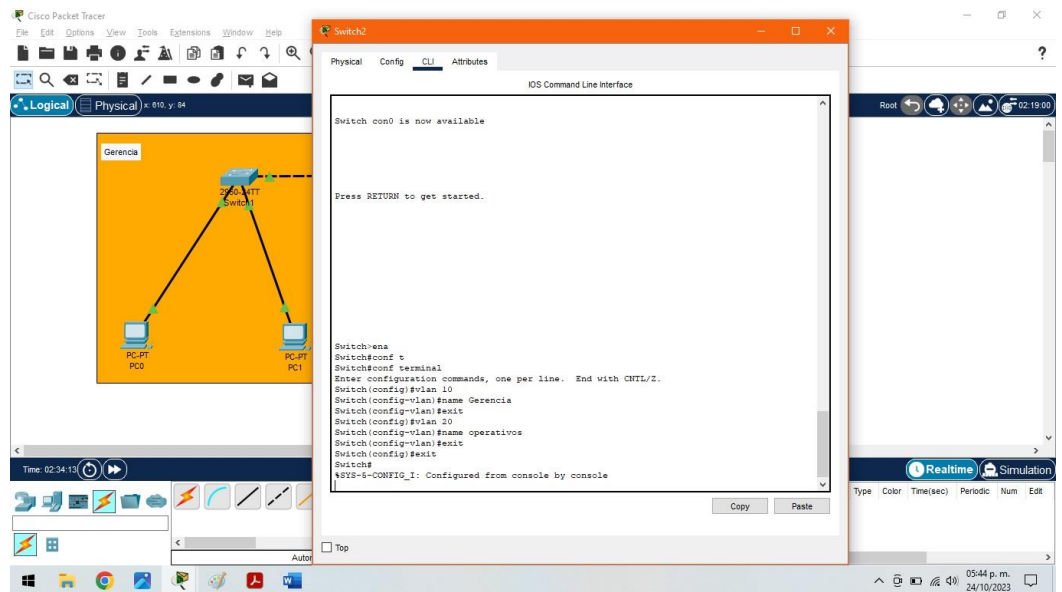 Cisco Packet Tracer
File Edit Options View Tools Extensions Window Help
Logical Physical x: 610, y: 84
Root 02:19:00
Gerencia
2950-24TT
Switch1
PC-PT
PC0
PC-PT
PC1
Switch2
Physical Config CLI Attributes
IOS Command Line Interface
Switch con0 is now available
Press RETURN to get started.
Switch>ena
Switch#conf t
Switch#conf terminal
Enter configuration commands, one per line. End with CNTL/Z.
Switch(config)#vlan 10
Switch(config-vlan)#name Gerencia
Switch(config-vlan)#exit
Switch(config)#vlan 20
Switch(config-vlan)#name operativos
Switch(config-vlan)#exit
Switch(config)#exit
Switch#
%SYS-5-CONFIG_I: Configured from console by console
Copy Paste
Top
Time: 02:34:13
Realtime Simulation
Type Color Time(sec) Periodic Num Edit
Autor
05:44 p. m.
24/10/2023